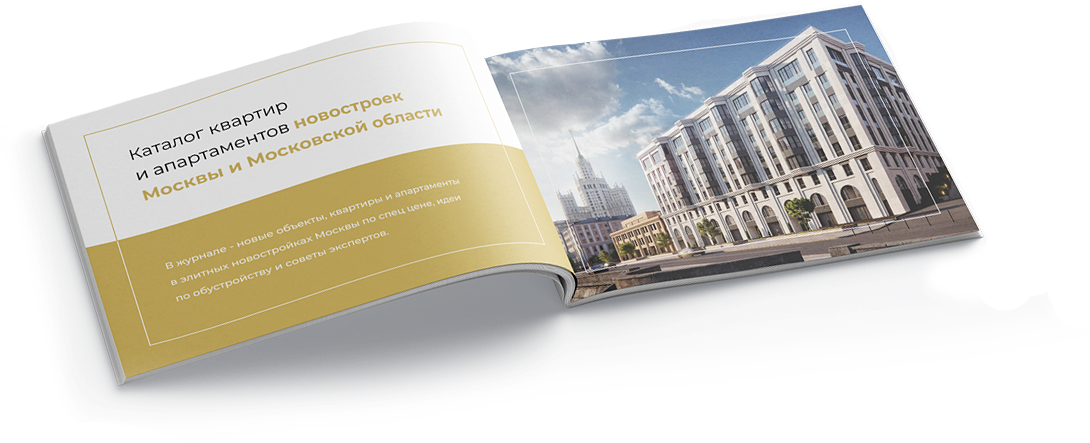 Каталог квартир
и апартаментов новостроек
Москвы и Московской области
В журнале - новые объекты, квартиры и апартаменты
в элитных новостройках Москвы по спец цене, идеи
по обустройству и советы экспертов.